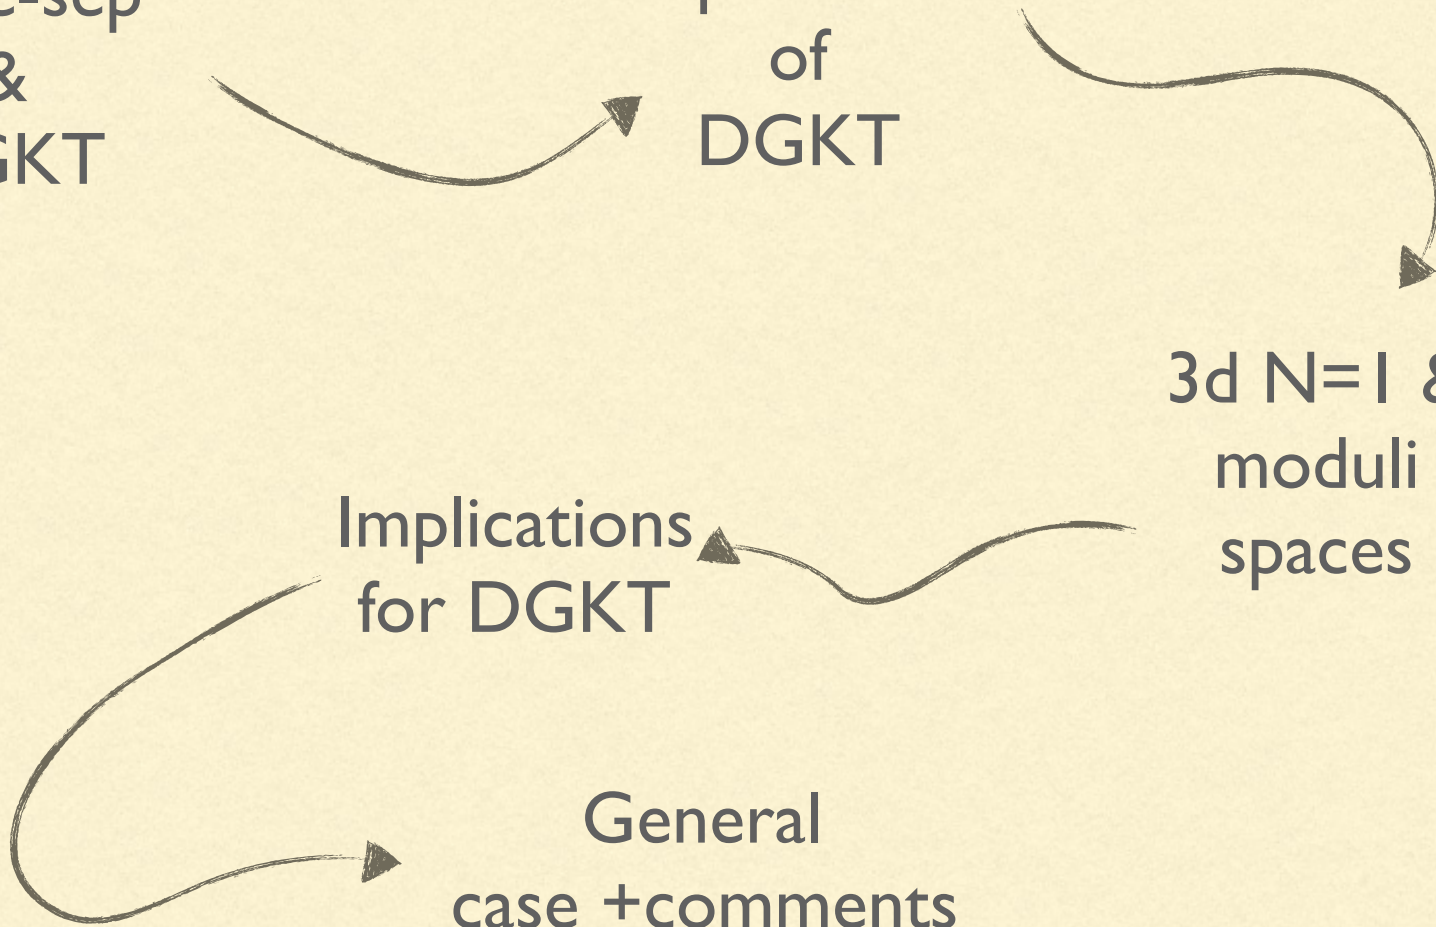 &
of
DGKT
3d N=1
moduli
spaces
Implications
for DGKT
General
case +comments